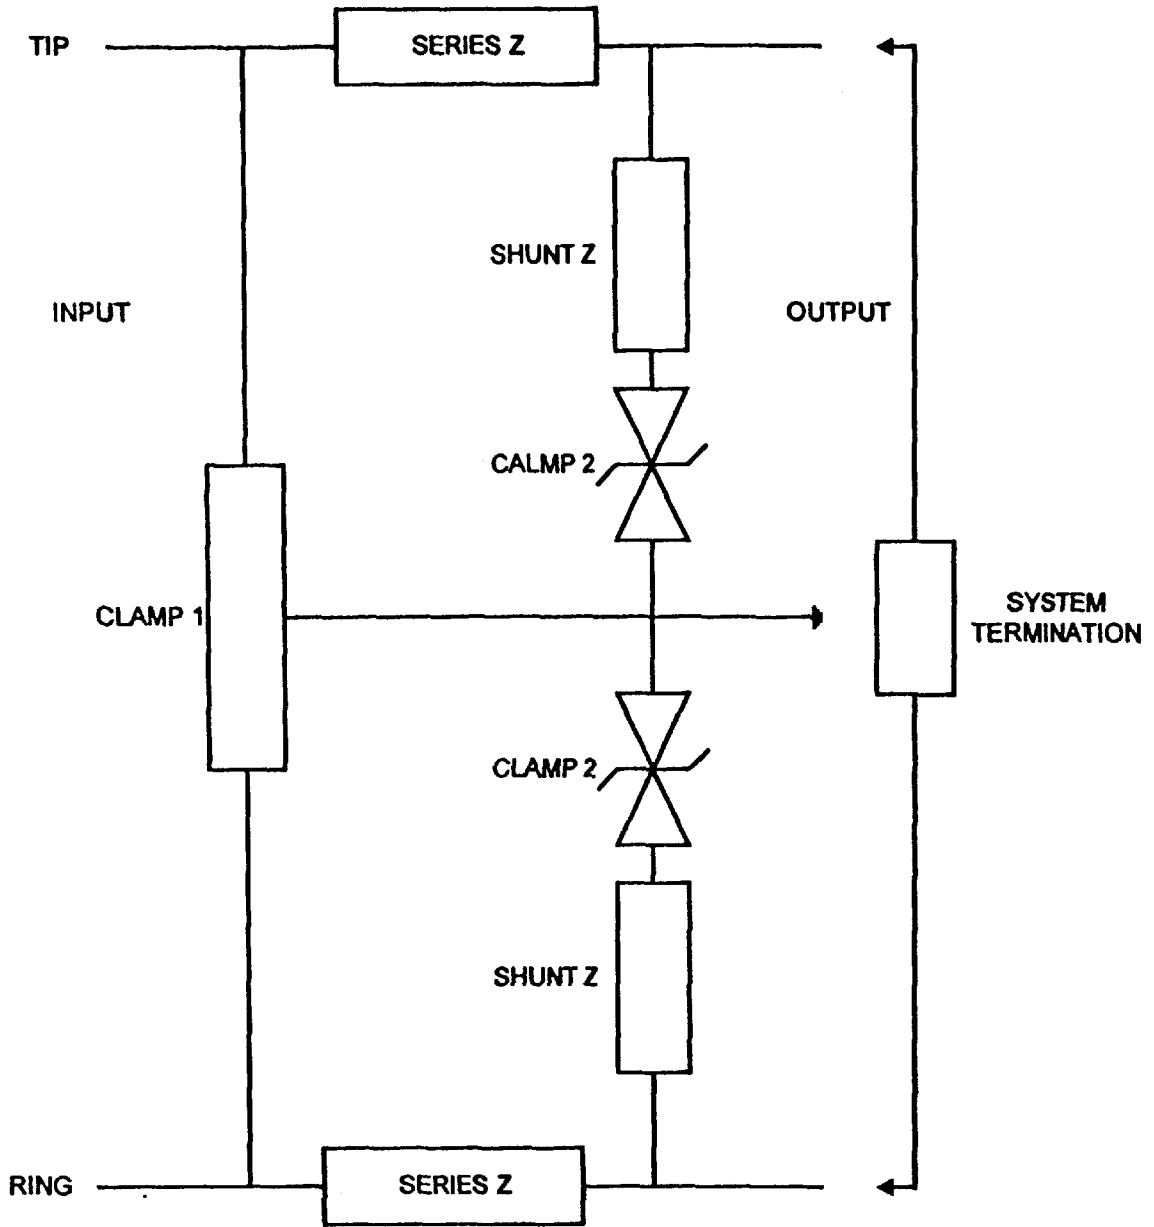 TIP
SERIES Z
SHUNT Z
INPUT
OUTPUT
CALMP 2
CLAMP 1
SYSTEM
TERMINATION
CLAMP 2
SHUNT Z
RING
SERIES Z